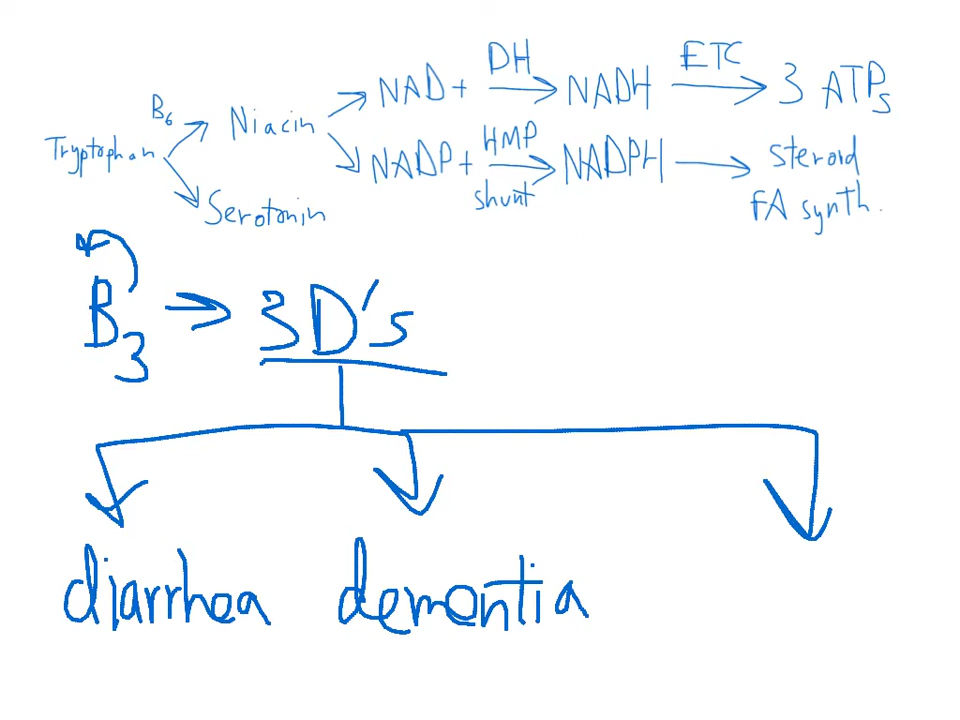 Tryptophan B6 → Niacin → NAD+ DH → NADH ETC → 3 ATPs
NADP+ HMP shunt → NADPH → steroid FA synth.
Serotonin
B3 → 3D's
diarrhea dementia